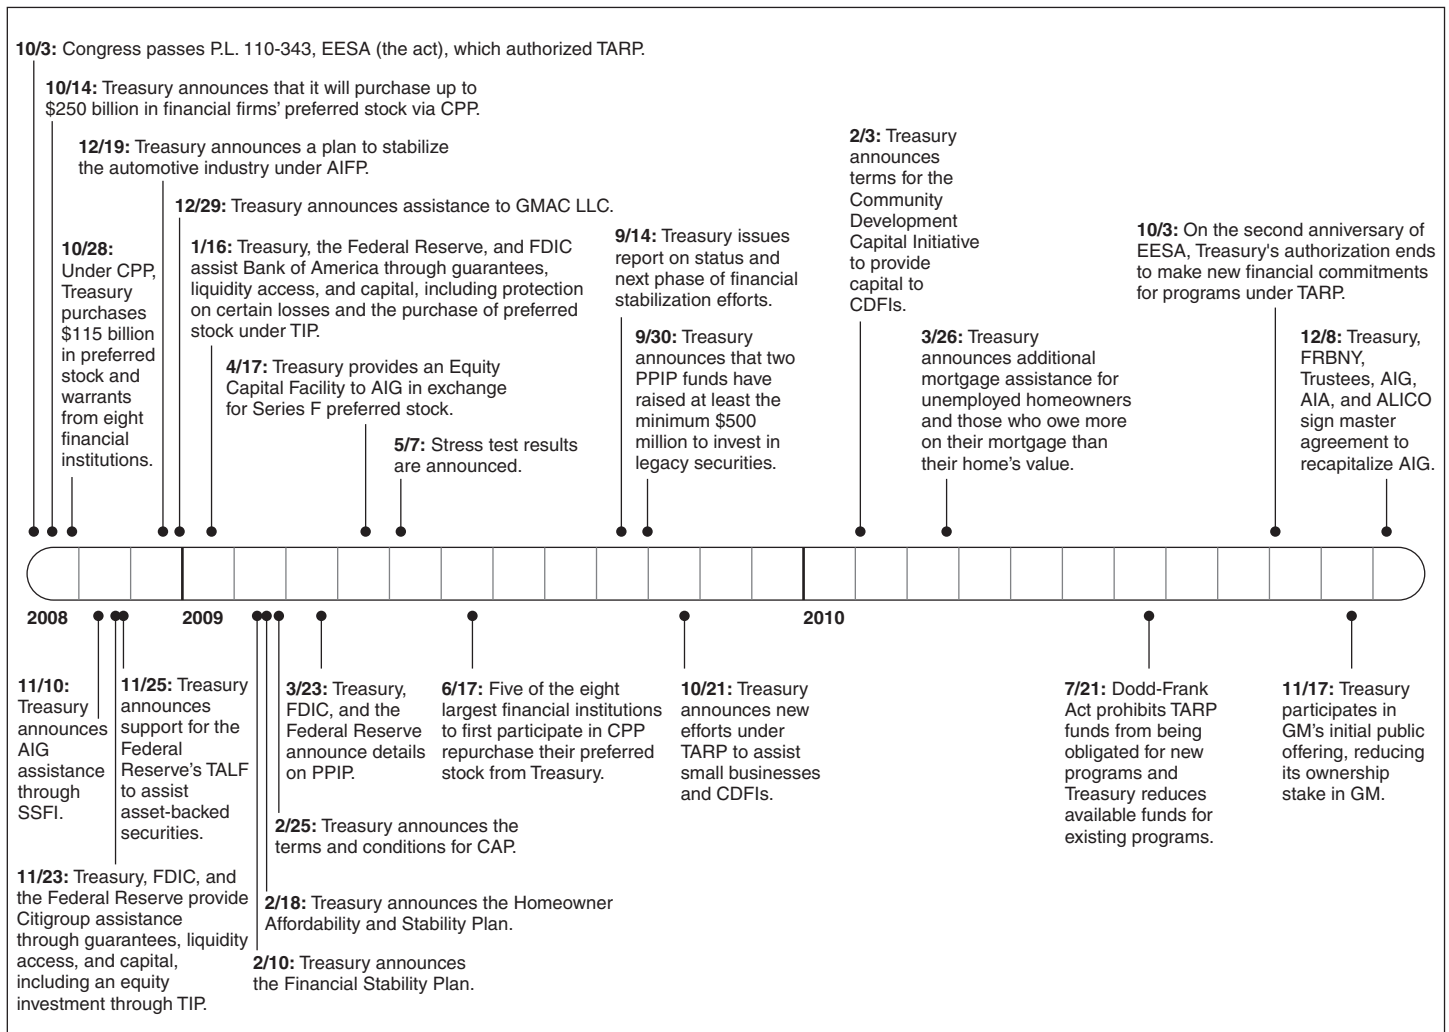 10/3: Congress passes P.L. 110-343, EESA (the act), which authorized TARP.
10/14: Treasury announces that it will purchase up to
$250 billion in financial firms' preferred stock via CPP.
12/19: Treasury announces a plan to stabilize
the automotive industry under AIFP.
12/29: Treasury announces assistance to GMAC LLC.
10/28:
Under CPP,
Treasury
purchases
$115 billion
in preferred
stock and
warrants
from eight
financial
institutions.
1/16: Treasury, the Federal Reserve, and FDIC
assist Bank of America through guarantees,
liquidity access, and capital, including protection
on certain losses and the purchase of preferred
stock under TIP.
4/17: Treasury provides an Equity
Capital Facility to AIG in exchange
for Series F preferred stock.
5/7: Stress test results
are announced.
9/14: Treasury issues
report on status and
next phase of financial
stabilization efforts.
9/30: Treasury
announces that two
PPIP funds have
raised at least the
minimum $500
million to invest in
legacy securities.
2/3: Treasury
announces
terms for the
Community
Development
Capital Initiative
to provide
capital to
CDFIs.
3/26: Treasury
announces additional
mortgage assistance for
unemployed homeowners
and those who owe more
on their mortgage than
their home's value.
10/3: On the second anniversary of
EESA, Treasury's authorization ends
to make new financial commitments
for programs under TARP.
12/8: Treasury,
FRBNY,
Trustees, AIG,
AIA, and ALICO
sign master
agreement to
recapitalize AIG.
2008
2009
2010
11/10:
Treasury
announces
AIG
assistance
through
SSFI.
11/25: Treasury
announces
support for the
Federal
Reserve's TALF
to assist
asset-backed
securities.
11/23: Treasury, FDIC, and
the Federal Reserve provide
Citigroup assistance
through guarantees, liquidity
access, and capital,
including an equity
investment through TIP.
3/23: Treasury,
FDIC, and the
Federal Reserve
announce details
on PPIP.
2/25: Treasury announces the
terms and conditions for CAP.
2/18: Treasury announces the Homeowner
Affordability and Stability Plan.
2/10: Treasury announces
the Financial Stability Plan.
6/17: Five of the eight
largest financial institutions
to first participate in CPP
repurchase their preferred
stock from Treasury.
10/21: Treasury
announces new
efforts under
TARP to assist
small businesses
and CDFIs.
7/21: Dodd-Frank
Act prohibits TARP
funds from being
obligated for new
programs and
Treasury reduces
available funds for
existing programs.
11/17: Treasury
participates in
GM's initial public
offering, reducing
its ownership
stake in GM.